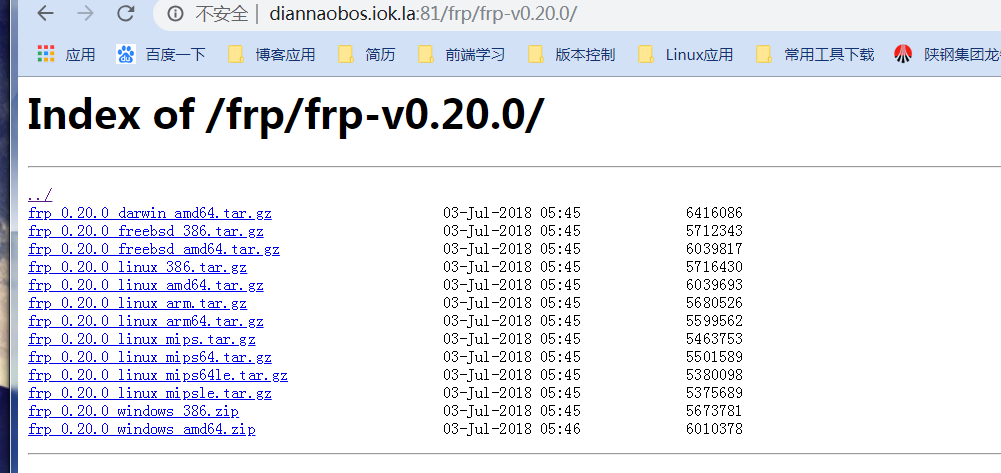 不安全 | diannaobos.iok.la:81/frp/frp-v0.20.0/
应用 百度一下 博客应用 简历 前端学习 版本控制 Linux应用 常用工具下载 陕钢集团龙
Index of /frp/frp-v0.20.0/
../
frp_0.20.0_darwin_amd64.tar.gz 03-Jul-2018 05:45 6416086
frp_0.20.0_freebsd_386.tar.gz 03-Jul-2018 05:45 5712343
frp_0.20.0_freebsd_amd64.tar.gz 03-Jul-2018 05:45 6039817
frp_0.20.0_linux_386.tar.gz 03-Jul-2018 05:45 5716430
frp_0.20.0_linux_amd64.tar.gz 03-Jul-2018 05:45 6039693
frp_0.20.0_linux_arm.tar.gz 03-Jul-2018 05:45 5680526
frp_0.20.0_linux_arm64.tar.gz 03-Jul-2018 05:45 5599562
frp_0.20.0_linux_mips.tar.gz 03-Jul-2018 05:45 5463753
frp_0.20.0_linux_mips64.tar.gz 03-Jul-2018 05:45 5501589
frp_0.20.0_linux_mips64le.tar.gz 03-Jul-2018 05:45 5380098
frp_0.20.0_linux_mipsle.tar.gz 03-Jul-2018 05:45 5375689
frp_0.20.0_windows_386.zip 03-Jul-2018 05:45 5673781
frp_0.20.0_windows_amd64.zip 03-Jul-2018 05:46 6010378